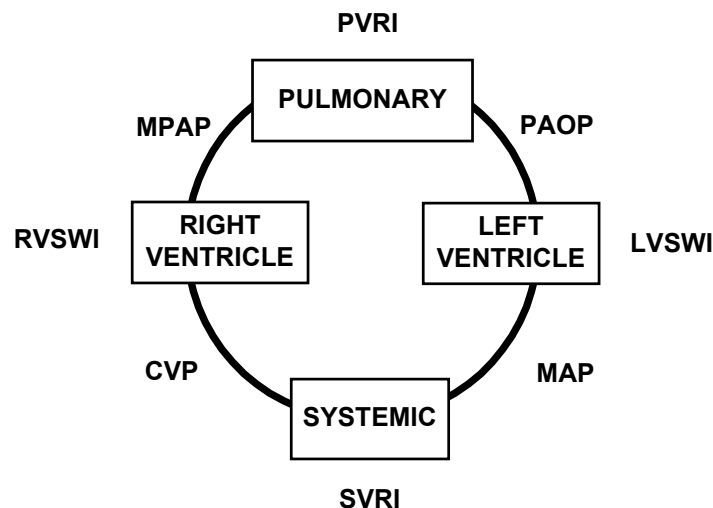 PVRI
PULMONARY
MPAP
PAOP
RVSWI
RIGHT
VENTRICLE
LEFT
VENTRICLE
LVSWI
CVP
MAP
SYSTEMIC
SVRI